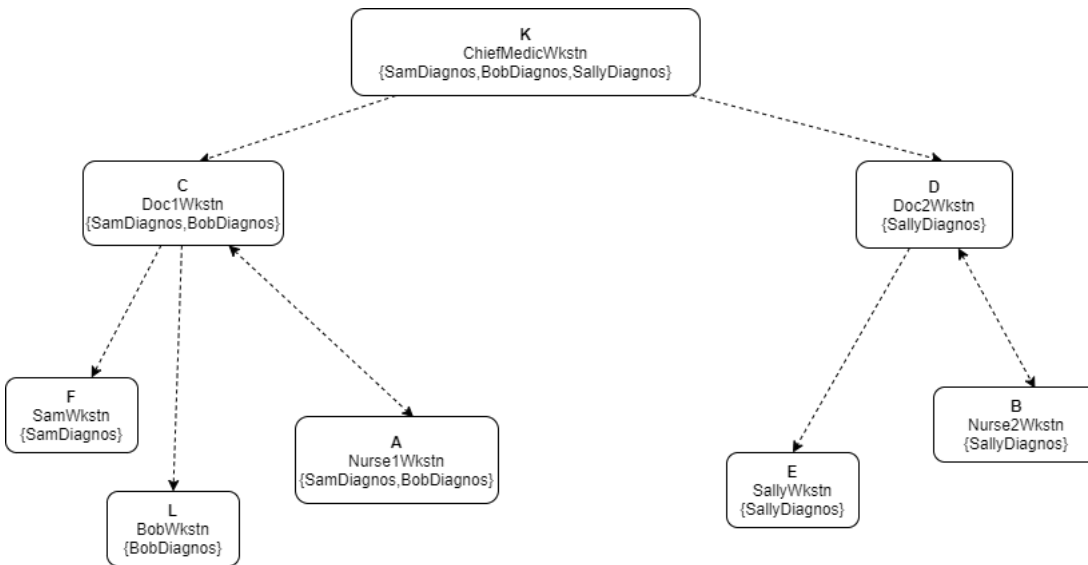 K
ChiefMedicWkstn
{SamDiagnos,BobDiagnos,SallyDiagnos}
C
Doc1Wkstn
{SamDiagnos,BobDiagnos}
D
Doc2Wkstn
{SallyDiagnos}
F
SamWkstn
{SamDiagnos}
A
Nurse1Wkstn
{SamDiagnos,BobDiagnos}
B
Nurse2Wkstn
{SallyDiagnos}
L
BobWkstn
{BobDiagnos}
E
SallyWkstn
{SallyDiagnos}